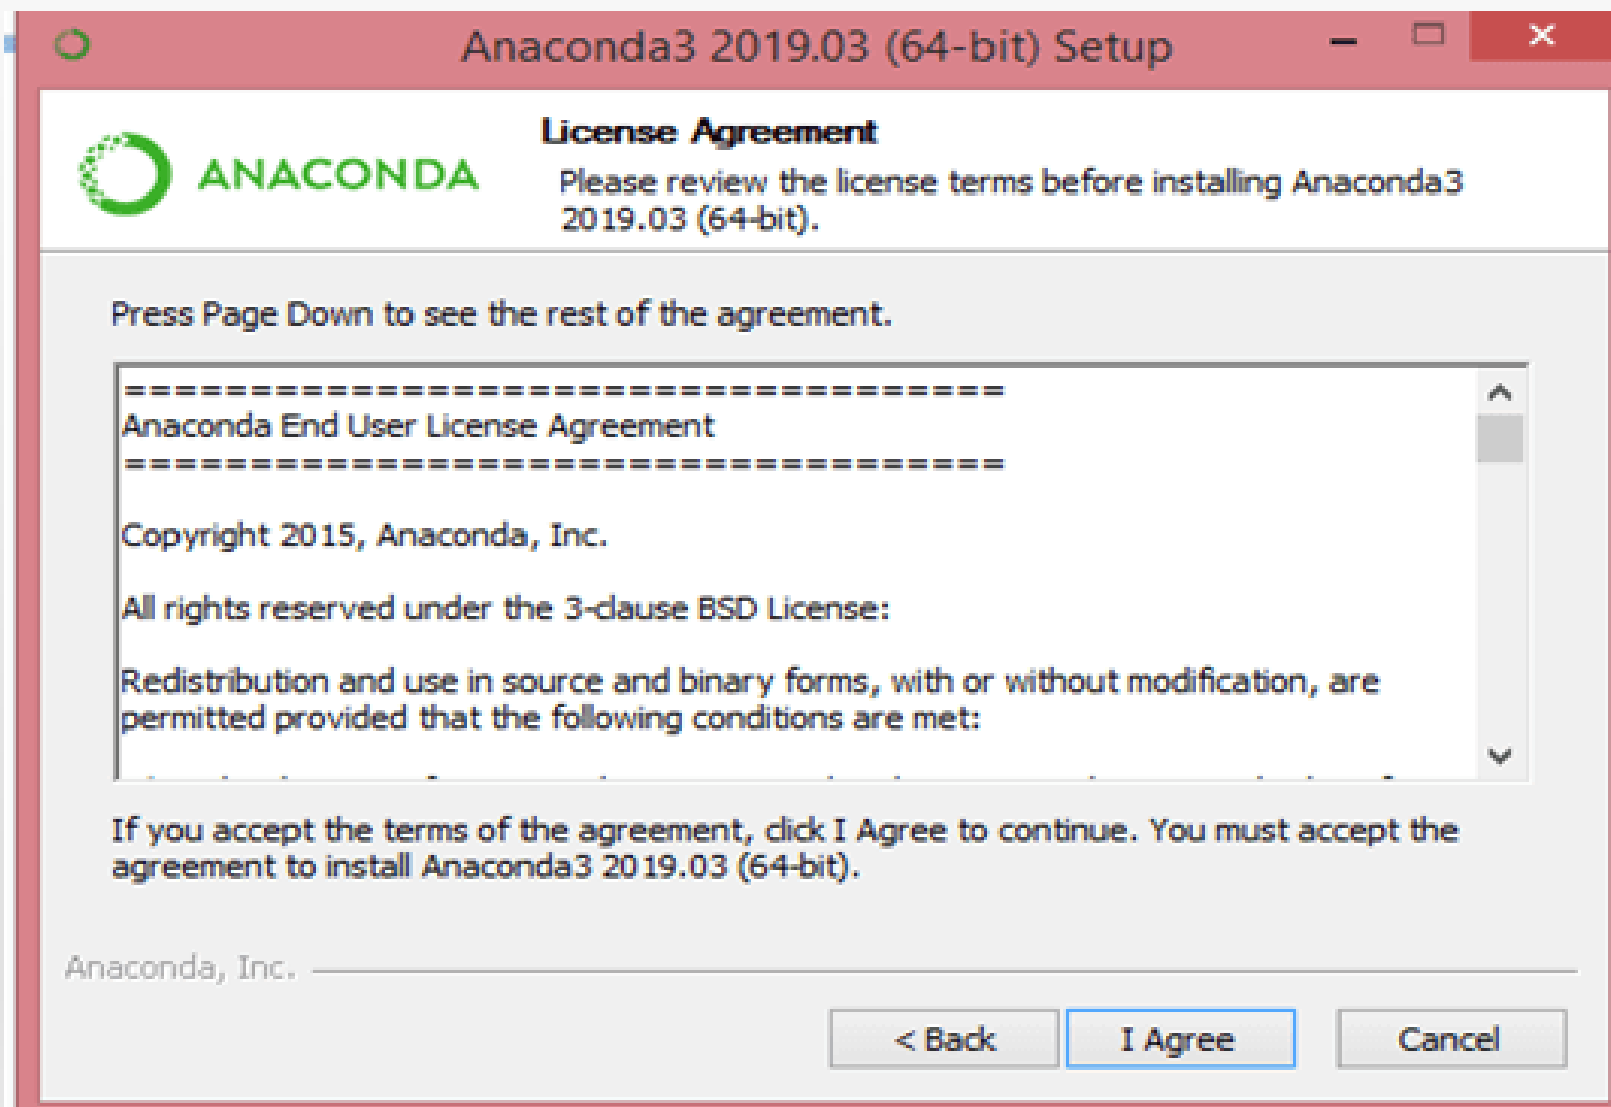 Anaconda3 2019.03 (64-bit) Setup
ANACONDA
License Agreement
Please review the license terms before installing Anaconda3
2019.03 (64-bit).
Press Page Down to see the rest of the agreement.
===================================
Anaconda End User License Agreement
===================================
Copyright 2015, Anaconda, Inc.
All rights reserved under the 3-clause BSD License:
Redistribution and use in source and binary forms, with or without modification, are
permitted provided that the following conditions are met:
If you accept the terms of the agreement, click I Agree to continue. You must accept the
agreement to install Anaconda3 2019.03 (64-bit).
Anaconda, Inc.
< Back
I Agree
Cancel